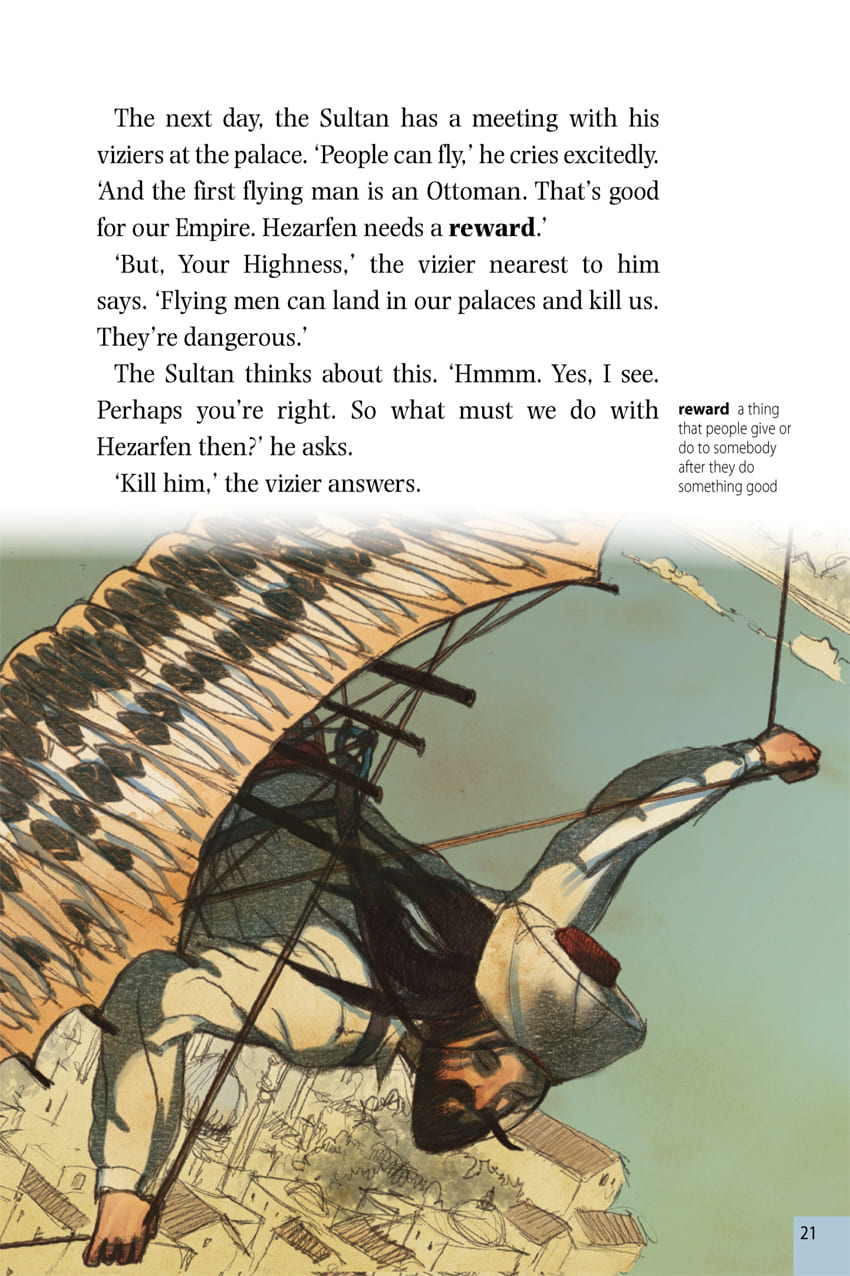 The next day, the Sultan has a meeting with his
viziers at the palace. ‘People can fly,’ he cries excitedly.
‘And the first flying man is an Ottoman. That’s good
for our Empire. Hezarfen needs a reward.’
‘But, Your Highness,’ the vizier nearest to him
says. ‘Flying men can land in our palaces and kill us.
They’re dangerous.’
The Sultan thinks about this. ‘Hmmm. Yes, I see.
Perhaps you’re right. So what must we do with
Hezarfen then?’ he asks.
‘Kill him,’ the vizier answers.
reward a thing
that people give or
do to somebody
after they do
something good
21